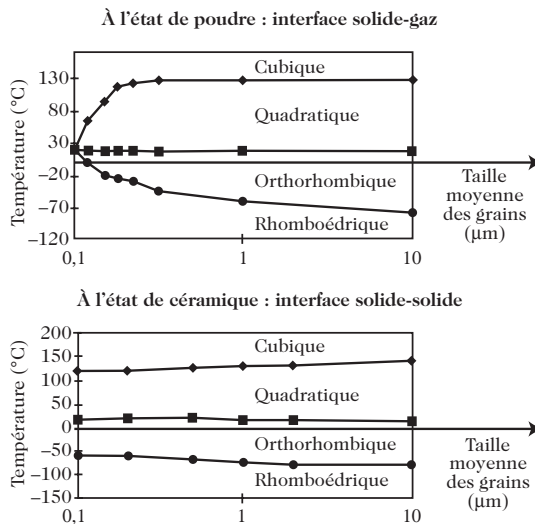 À l'état de poudre : interface solide-gaz
Température (°C)
130
80
30
−20
−70
−120
Cubique
Quadratique
Orthorhombique
Rhomboédrique
0,1
1
10
Taille
moyenne
des grains
(μm)
À l'état de céramique : interface solide-solide
Température (°C)
200
150
100
50
0
−50
−100
−150
Cubique
Quadratique
Orthorhombique
Rhomboédrique
0,1
1
10
Taille
moyenne
des grains
(μm)